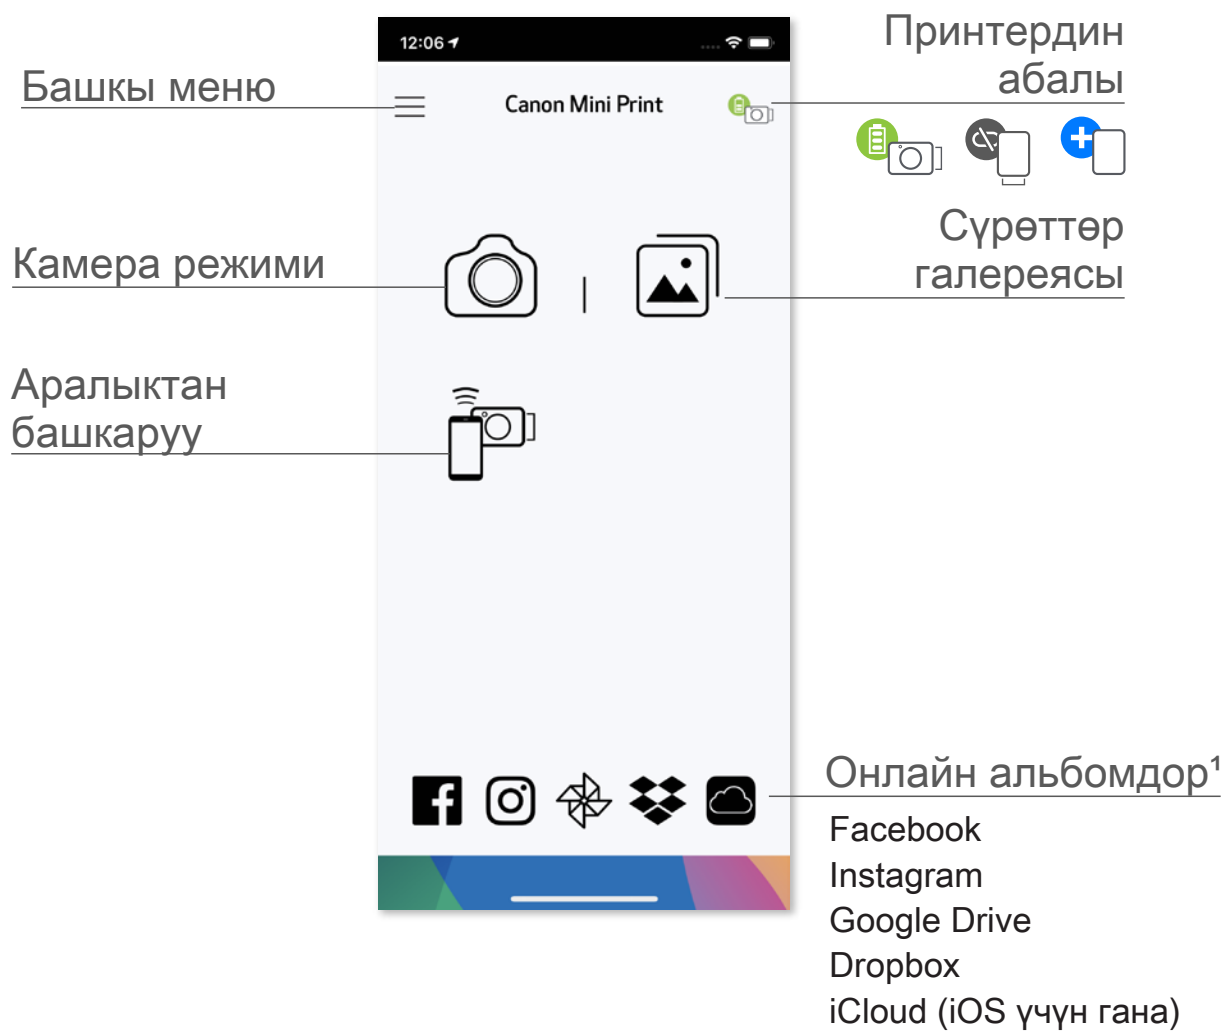 12:06
Canon Mini Print
Башкы меню
Принтердин
абалы
Камера режими
Сүрөттөр
галереясы
Аралыктан
башкаруу
Онлайн альбомдор¹
Facebook
Instagram
Google Drive
Dropbox
iCloud (iOS үчүн гана)